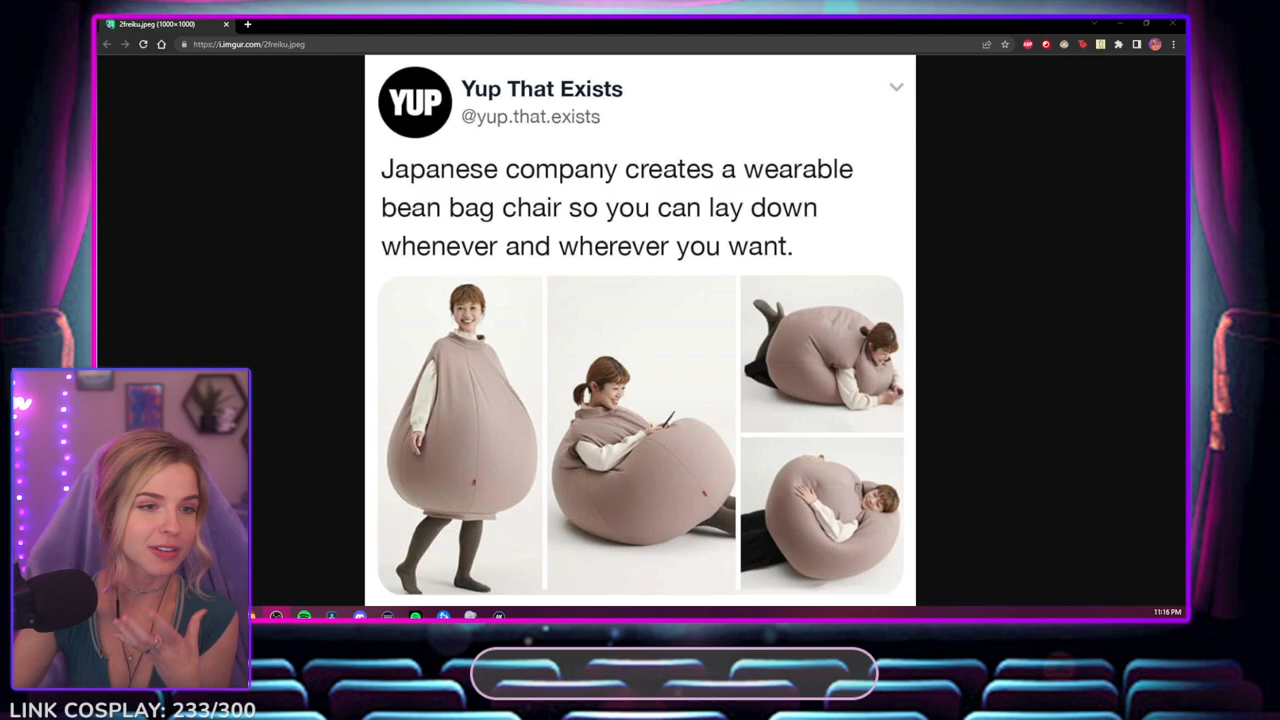 2freiku.jpeg (1000×1000)
https://i.imgur.com/2freiku.jpeg
YUP
Yup That Exists
@yup.that.exists
Japanese company creates a wearable
bean bag chair so you can lay down
whenever and wherever you want.
11:16 PM
LINK COSPLAY: 233/300